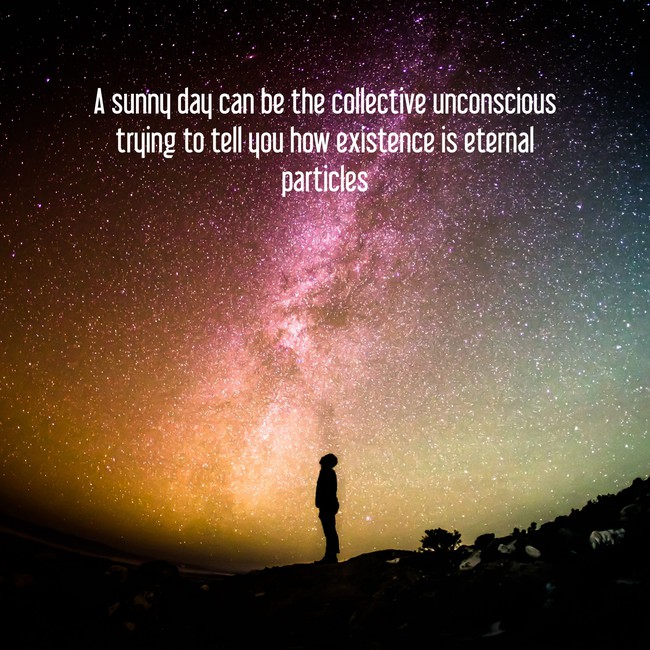 A sunny day can be the collective unconscious
trying to tell you how existence is eternal
particles